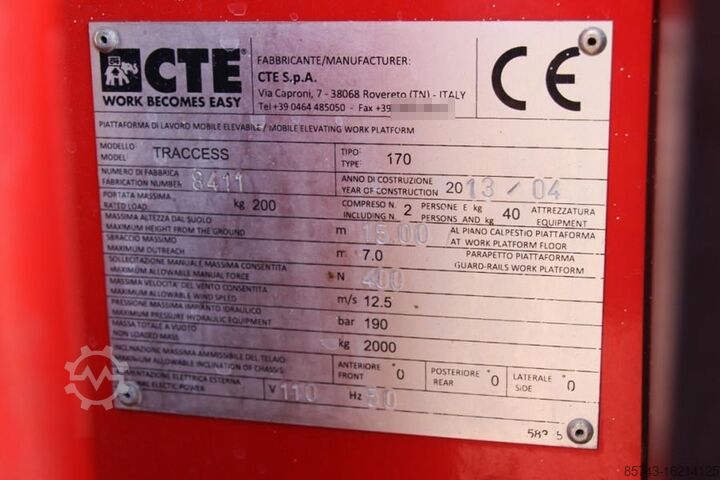 CTE®
WORK BECOMES EASY
FABBRICANTE/MANUFACTURER:
CTE S.p.A.
Via Caproni, 7 - 38068 Rovereto (TN) - ITALY
Tel +39 0464 485050 - Fax +39
CE
PIATTAFORMA DI LAVORO MOBILE ELEVABILE / MOBILE ELEVATING WORK PLATFORM
MODELLO: TRACCESS TIPO: 170
MODEL: TYPE:
NUMERO DI FABBRICA 8411 ANNO DI COSTRUZIONE 2013/04
FABRICATION NUMBER YEAR OF CONSTRUCTION
PORTATA MASSIMA kg 200 COMPRESO N. 2 PERSONE E kg 40 ATTREZZATURA
RATED LOAD: INCLUDING N. PERSONS AND kg EQUIPMENT
MASSIMA ALTEZZA DAL SUOLO m 15.00 AL PIANO CALPESTIO PIATTAFORMA
MAXIMUM HEIGHT FROM THE GROUND AT WORK PLATFORM FLOOR
SBRACCIO MASSIMO m 7.0 PARAPETTO PIATTAFORMA
MAXIMUM OUTREACH GUARD-RAILS WORK PLATFORM
SOLLECITAZIONE MANUALE MASSIMA CONSENTITA N 400
MAXIMUM ALLOWABLE MANUAL FORCE
MASSIMA VELOCITA' DEL VENTO CONSENTITA m/s 12.5
MAXIMUM ALLOWABLE WIND SPEED
PRESSIONE MASSIMA IMPIANTO IDRAULICO bar 190
MAXIMUM PRESSURE HYDRAULIC EQUIPMENT
MASSA TOTALE A VUOTO kg 2000
NON LOADED MASS
INCLINAZIONE MASSIMA AMMISSIBILE DEL TELAIO ANTERIORE °0 POSTERIORE °0 LATERALE °0
MAXIMUM ALLOWABLE INCLINATION OF CHASSIS FRONT REAR SIDE
ALIMENTAZIONE ELETTRICA ESTERNA V 110 Hz 50
ELECTIC POWER
85743-16214125